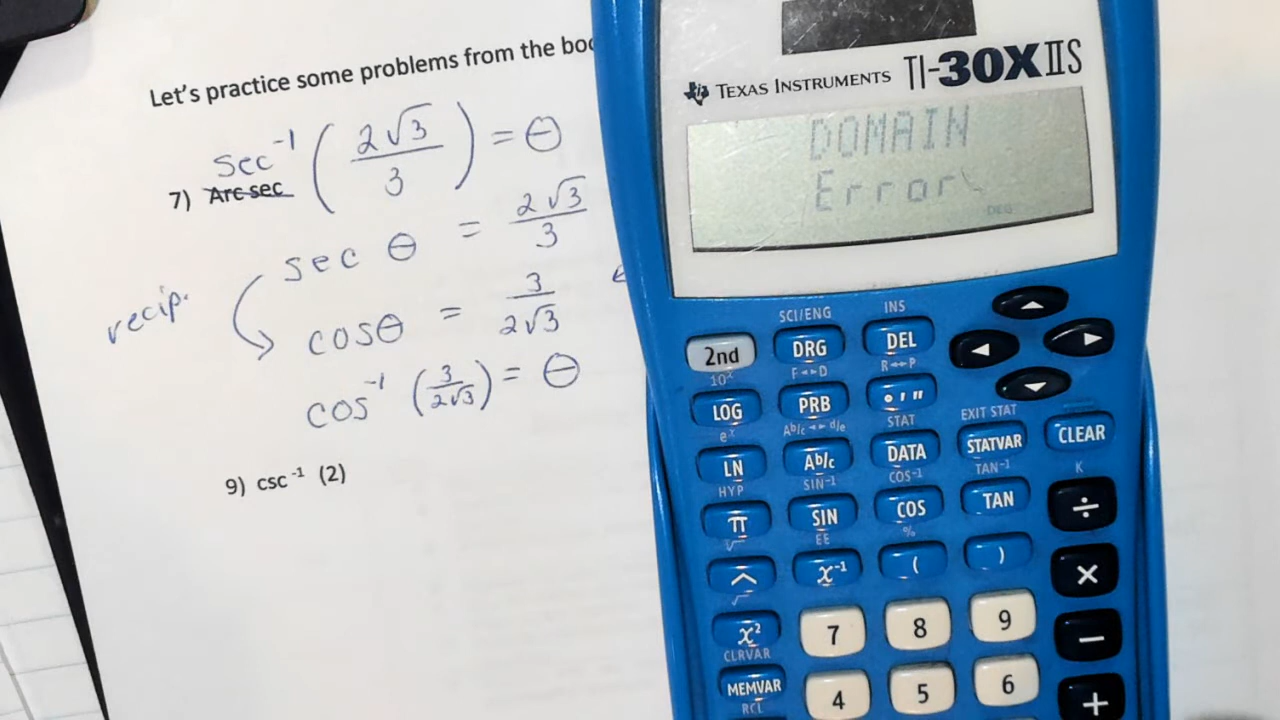 Let's practice some problems from the
sec⁻¹ (2√3/3) = θ
7) Arc sec
sec θ = 2√3/3
recip.
cosθ = 3/2√3
cos⁻¹ (3/2√3) = θ
9) csc⁻¹ (2)
TEXAS INSTRUMENTS TI-30X IIS
DOMAIN
Error
DEG
SCI/ENG INS
2nd DRG DEL
10ˣ F◄►D R◄►P
LOG PRB ° ' "
eˣ Ab/c◄►d/e STAT EXIT STAT
LN Ab/c DATA STATVAR CLEAR
HYP SIN⁻¹ COS⁻¹ TAN⁻¹ K
π SIN COS TAN ÷
EE %
^ x⁻¹ ( ) ×
√
x² 7 8 9 −
CLRVAR
MEMVAR 4 5 6 +
RCL